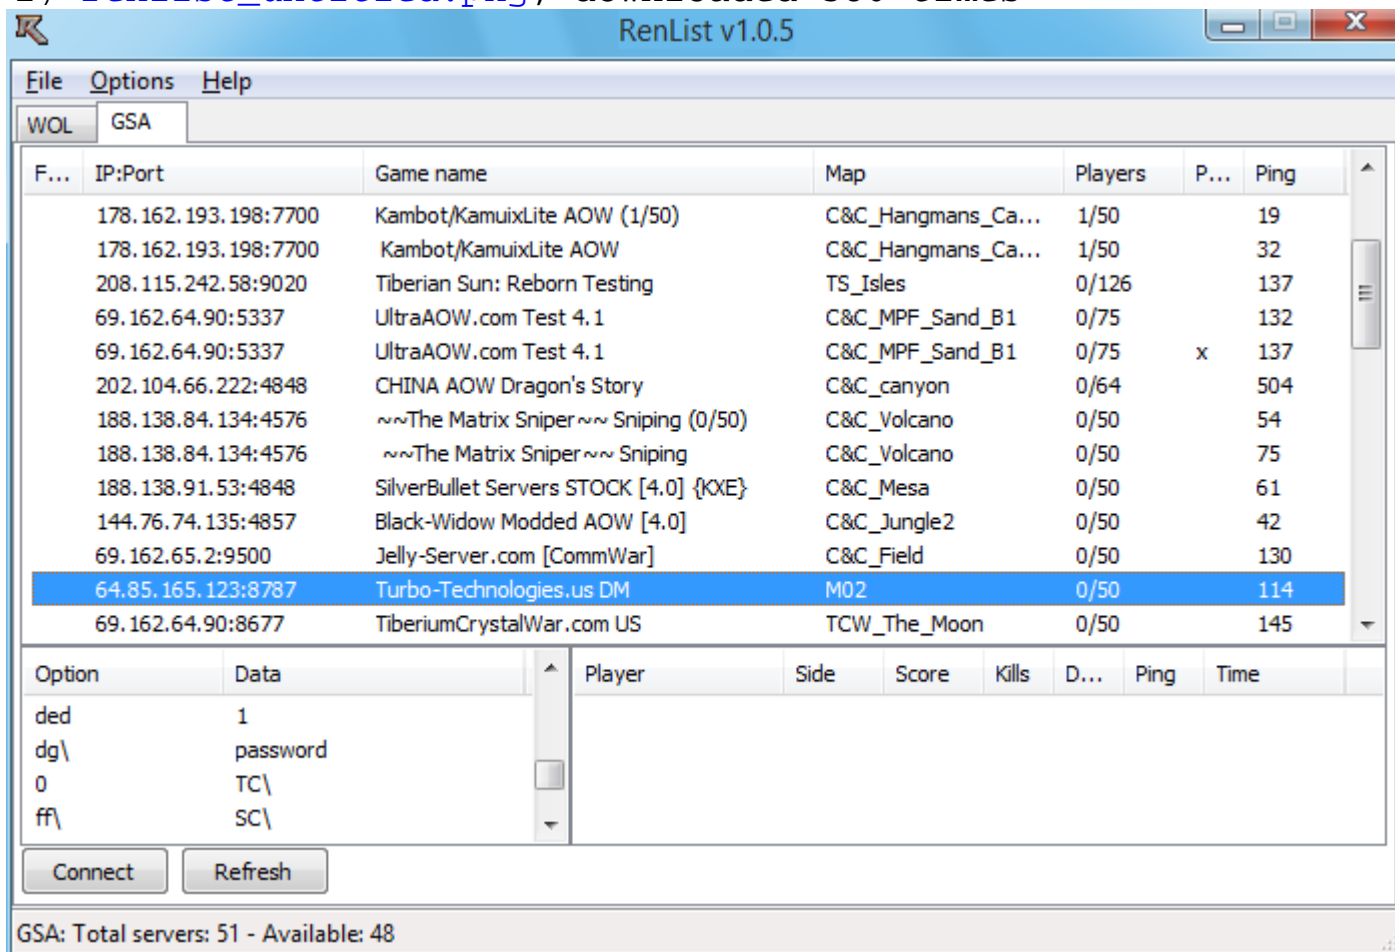 RenList v1.0.5
File Options Help
WOL GSA
F... IP:Port Game name Map Players P... Ping
178.162.193.198:7700 Kambot/KamuixLite AOW (1/50) C&C_Hangmans_Ca... 1/50 19
178.162.193.198:7700 Kambot/KamuixLite AOW C&C_Hangmans_Ca... 1/50 32
208.115.242.58:9020 Tiberian Sun: Reborn Testing TS_Isles 0/126 137
69.162.64.90:5337 UltraAOW.com Test 4.1 C&C_MPF_Sand_B1 0/75 132
69.162.64.90:5337 UltraAOW.com Test 4.1 C&C_MPF_Sand_B1 0/75 x 137
202.104.66.222:4848 CHINA AOW Dragon's Story C&C_canyon 0/64 504
188.138.84.134:4576 ~~The Matrix Sniper~~ Sniping (0/50) C&C_Volcano 0/50 54
188.138.84.134:4576 ~~The Matrix Sniper~~ Sniping C&C_Volcano 0/50 75
188.138.91.53:4848 SilverBullet Servers STOCK [4.0] {KXE} C&C_Mesa 0/50 61
144.76.74.135:4857 Black-Widow Modded AOW [4.0] C&C_Jungle2 0/50 42
69.162.65.2:9500 Jelly-Server.com [CommWar] C&C_Field 0/50 130
64.85.165.123:8787 Turbo-Technologies.us DM M02 0/50 114
69.162.64.90:8677 TiberiumCrystalWar.com US TCW_The_Moon 0/50 145
Option Data Player Side Score Kills D... Ping Time
ded 1
dg\ password
0 TC\
ff\ SC\
Connect Refresh
GSA: Total servers: 51 - Available: 48